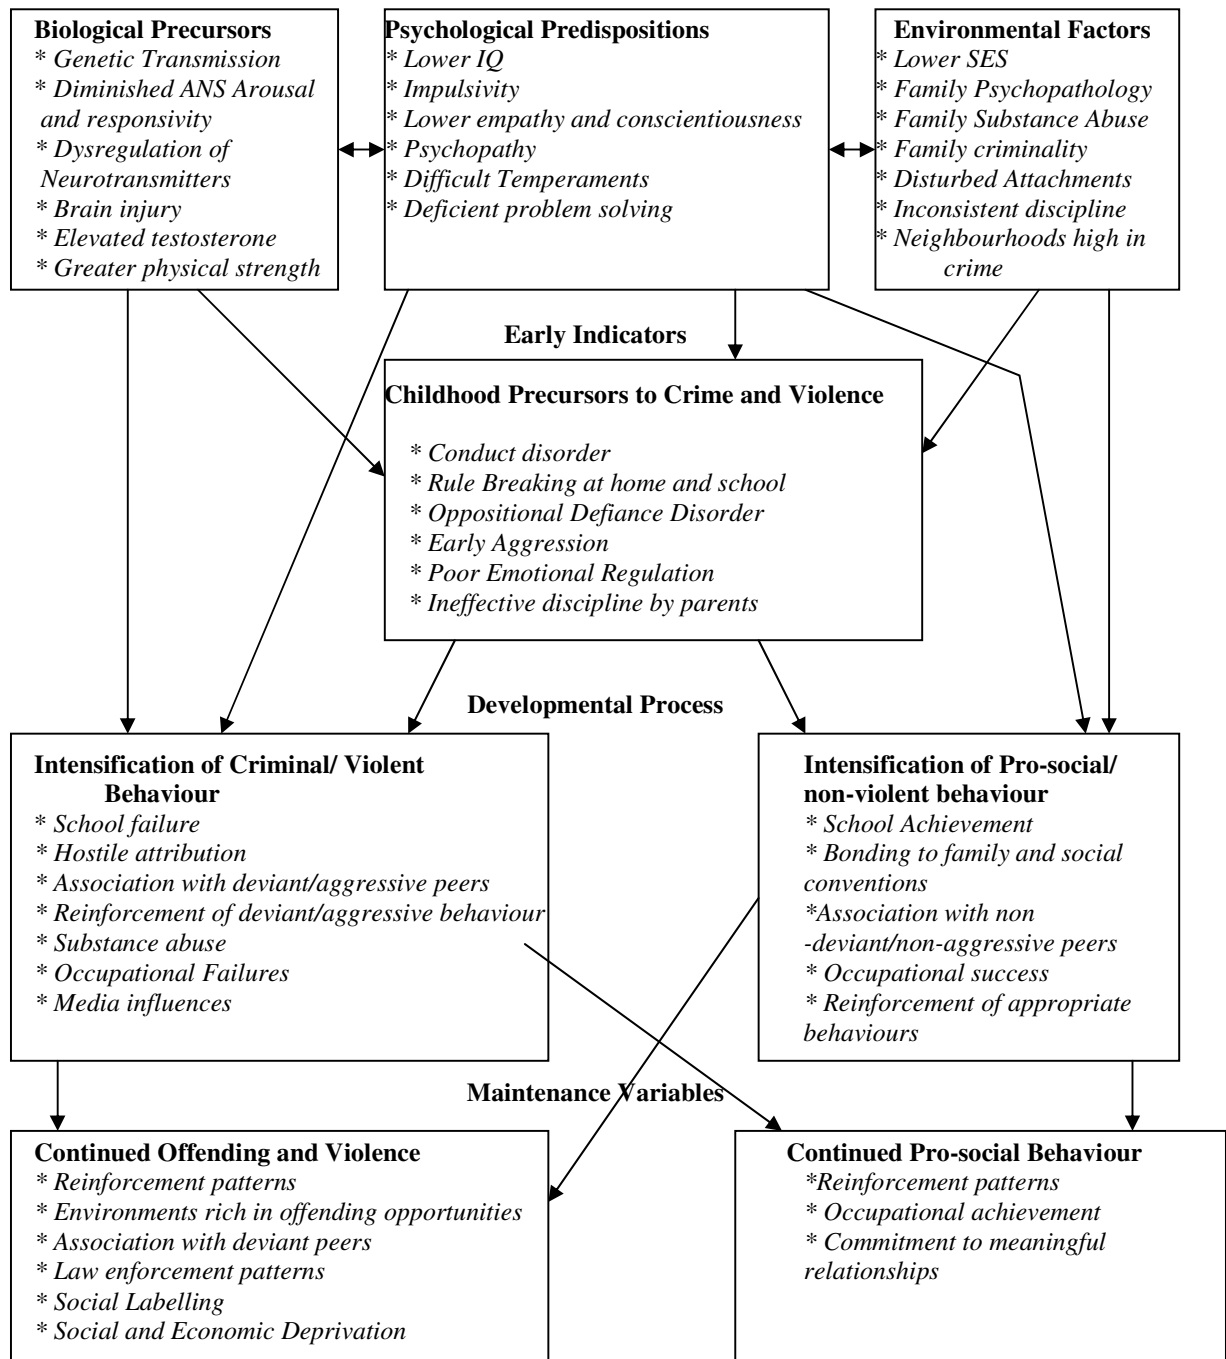 Biological Precursors
* Genetic Transmission
* Diminished ANS Arousal
and responsivity
* Dysregulation of
Neurotransmitters
* Brain injury
* Elevated testosterone
* Greater physical strength
Psychological Predispositions
* Lower IQ
* Impulsivity
* Lower empathy and conscientiousness
* Psychopathy
* Difficult Temperaments
* Deficient problem solving
Environmental Factors
* Lower SES
* Family Psychopathology
* Family Substance Abuse
* Family criminality
* Disturbed Attachments
* Inconsistent discipline
* Neighbourhoods high in
crime
Early Indicators
Childhood Precursors to Crime and Violence
* Conduct disorder
* Rule Breaking at home and school
* Oppositional Defiance Disorder
* Early Aggression
* Poor Emotional Regulation
* Ineffective discipline by parents
Developmental Process
Intensification of Criminal/ Violent
Behaviour
* School failure
* Hostile attribution
* Association with deviant/aggressive peers
* Reinforcement of deviant/aggressive behaviour
* Substance abuse
* Occupational Failures
* Media influences
Intensification of Pro-social/
non-violent behaviour
* School Achievement
* Bonding to family and social
conventions
*Association with non
-deviant/non-aggressive peers
* Occupational success
* Reinforcement of appropriate
behaviours
Maintenance Variables
Continued Offending and Violence
* Reinforcement patterns
* Environments rich in offending opportunities
* Association with deviant peers
* Law enforcement patterns
* Social Labelling
* Social and Economic Deprivation
Continued Pro-social Behaviour
*Reinforcement patterns
* Occupational achievement
* Commitment to meaningful
relationships